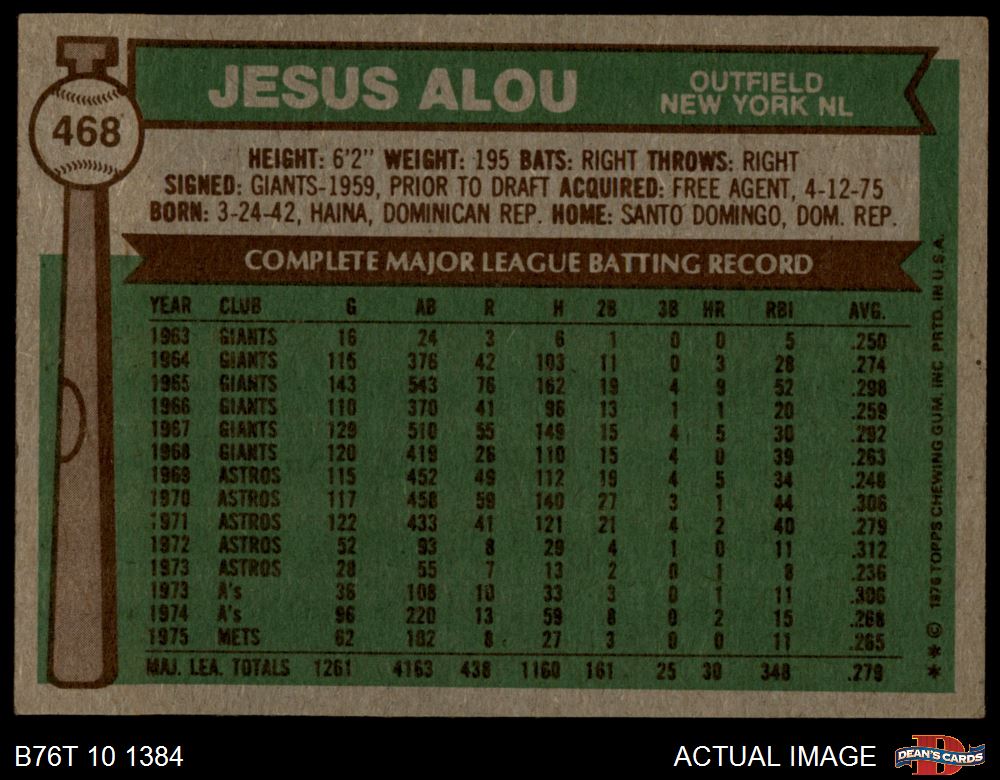 JESUS ALOU
OUTFIELD
NEW YORK NL
468
HEIGHT: 6'2" WEIGHT: 195 BATS: RIGHT THROWS: RIGHT
SIGNED: GIANTS-1959, PRIOR TO DRAFT ACQUIRED: FREE AGENT, 4-12-75
BORN: 3-24-42, HAINA, DOMINICAN REP. HOME: SANTO DOMINGO, DOM. REP.
COMPLETE MAJOR LEAGUE BATTING RECORD
YEAR CLUB G AB R H 2B 3B HR RBI AVG.
1963 GIANTS 16 24 3 6 1 0 0 5 .250
1964 GIANTS 115 376 42 103 11 0 3 28 .274
1965 GIANTS 143 543 76 162 19 4 9 52 .298
1966 GIANTS 110 370 41 96 13 1 1 20 .259
1967 GIANTS 129 510 55 149 15 4 5 30 .292
1968 GIANTS 120 419 26 110 15 4 0 39 .263
1969 ASTROS 115 452 49 112 19 4 5 34 .248
1970 ASTROS 117 458 59 140 27 3 1 44 .306
1971 ASTROS 122 433 41 121 21 4 2 40 .279
1972 ASTROS 52 93 8 29 4 1 0 11 .312
1973 ASTROS 28 55 7 13 2 0 1 8 .236
1973 A's 36 108 10 33 3 0 1 11 .306
1974 A's 96 220 13 59 8 0 2 15 .268
1975 METS 62 102 8 27 3 0 0 11 .265
MAJ. LEA. TOTALS 1261 4163 438 1160 161 25 30 348 .279
* * © 1976 TOPPS CHEWING GUM, INC. PRTD. IN U.S.A.
B76T 10 1384
ACTUAL IMAGE
D
DEAN'S CARDS